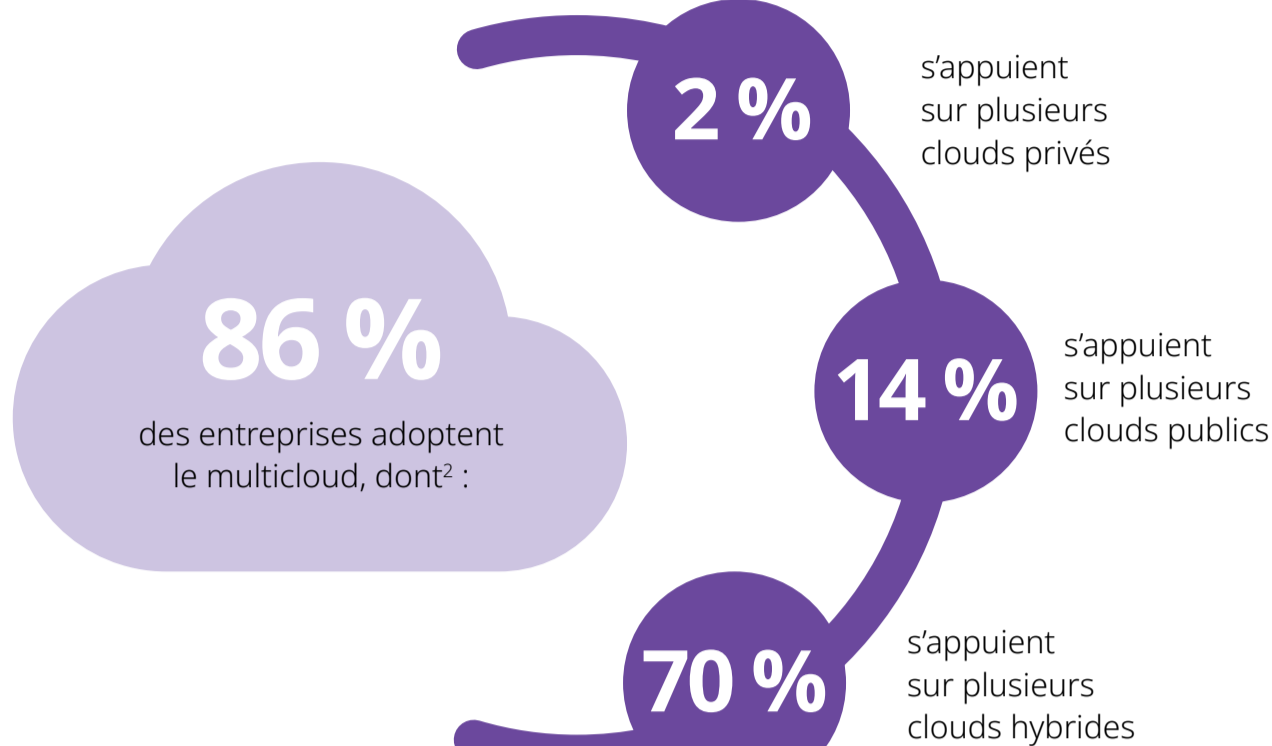 2 %
s’appuient
sur plusieurs
clouds privés
86 %
des entreprises adoptent
le multicloud, dont² :
14 %
s’appuient
sur plusieurs
clouds publics
70 %
s’appuient
sur plusieurs
clouds hybrides